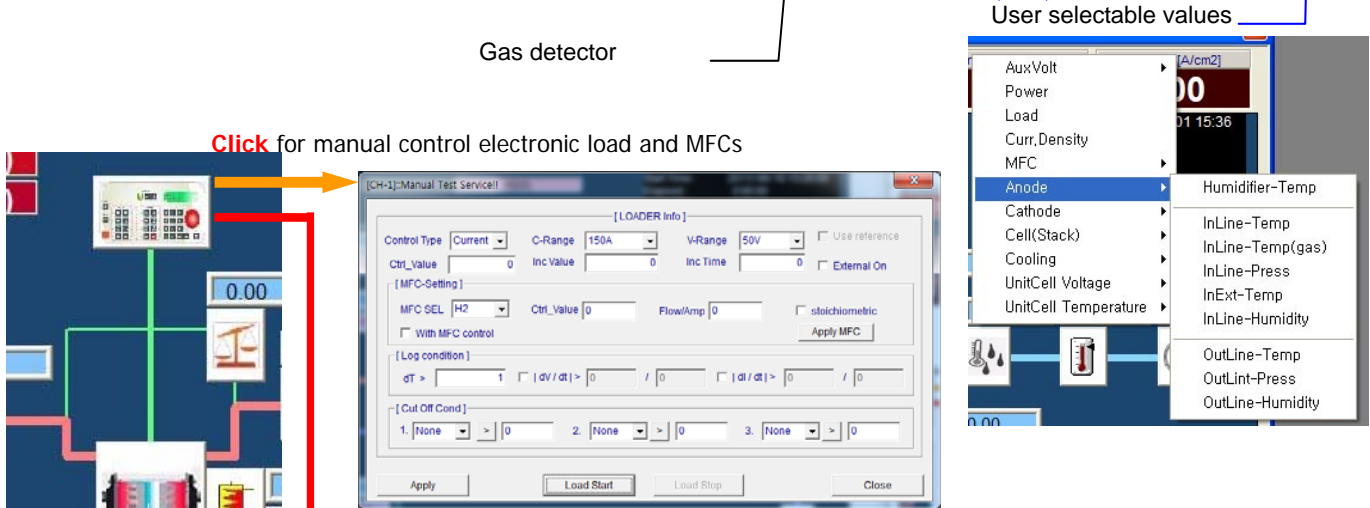 User selectable values
Gas detector
Click for manual control electronic load and MFCs
0.00
[CH-1]::Manual Test Service!!
[LOADER Info]
Control Type Current C-Range 150A V-Range 50V Use reference
Ctrl_Value 0 Inc Value 0 Inc Time 0 External On
[MFC-Setting]
MFC SEL H2 Ctrl_Value 0 Flow/Amp 0 stoichiometric
With MFC control Apply MFC
[Log condition]
dT > 1 | dV / dt | > 0 / 0 | dI / dt | > 0 / 0
[Cut Off Cond]
1. None > 0 2. None > 0 3. None > 0
Apply Load Start Load Stop Close
[A/cm2]
00
01 15:36
AuxVolt
Power
Load
Curr,Density
MFC
Anode
Cathode
Cell(Stack)
Cooling
UnitCell Voltage
UnitCell Temperature
Humidifier-Temp
InLine-Temp
InLine-Temp(gas)
InLine-Press
InExt-Temp
InLine-Humidity
OutLine-Temp
OutLint-Press
OutLine-Humidity
0.00